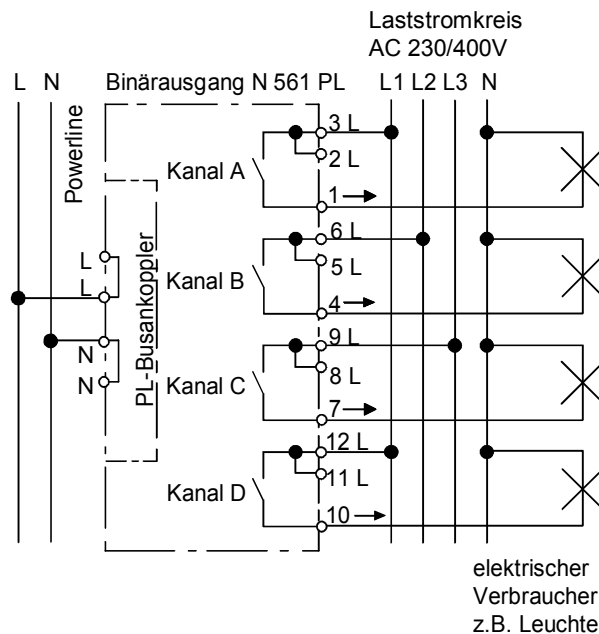 Laststromkreis
AC 230/400V
L N Binärausgang N 561 PL L1 L2 L3 N
Powerline
PL-Busankoppler
L
L
N
N
Kanal A
3 L
2 L
1
Kanal B
6 L
5 L
4
Kanal C
9 L
8 L
7
Kanal D
12 L
11 L
10
elektrischer
Verbraucher
z.B. Leuchte